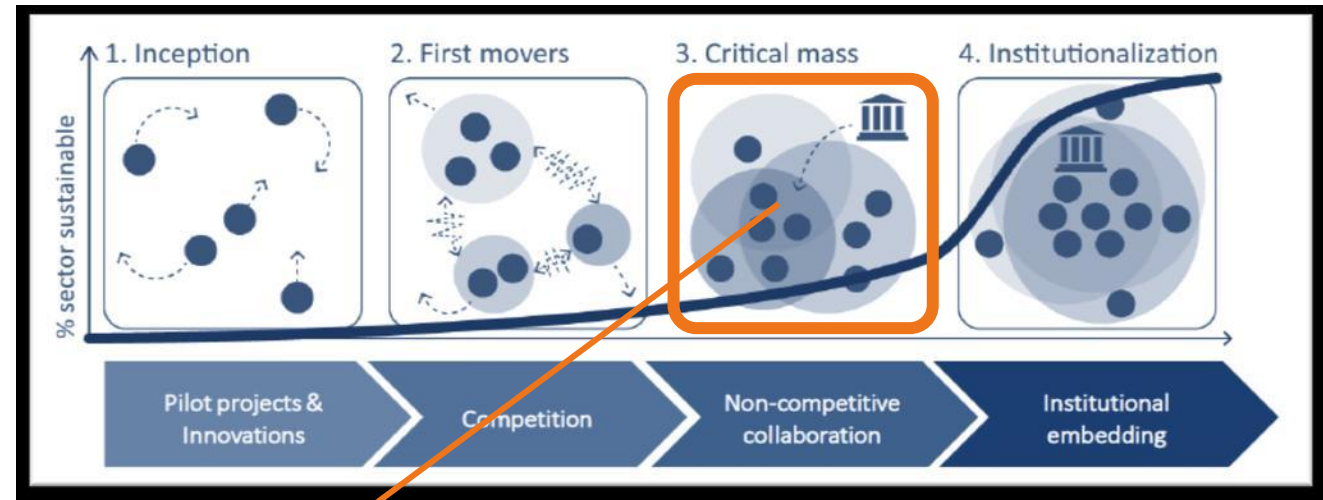 1. Inception
2. First movers
3. Critical mass
4. Institutionalization
% sector sustainable
Pilot projects &
Innovations
Competition
Non-competitive
collaboration
Institutional
embedding